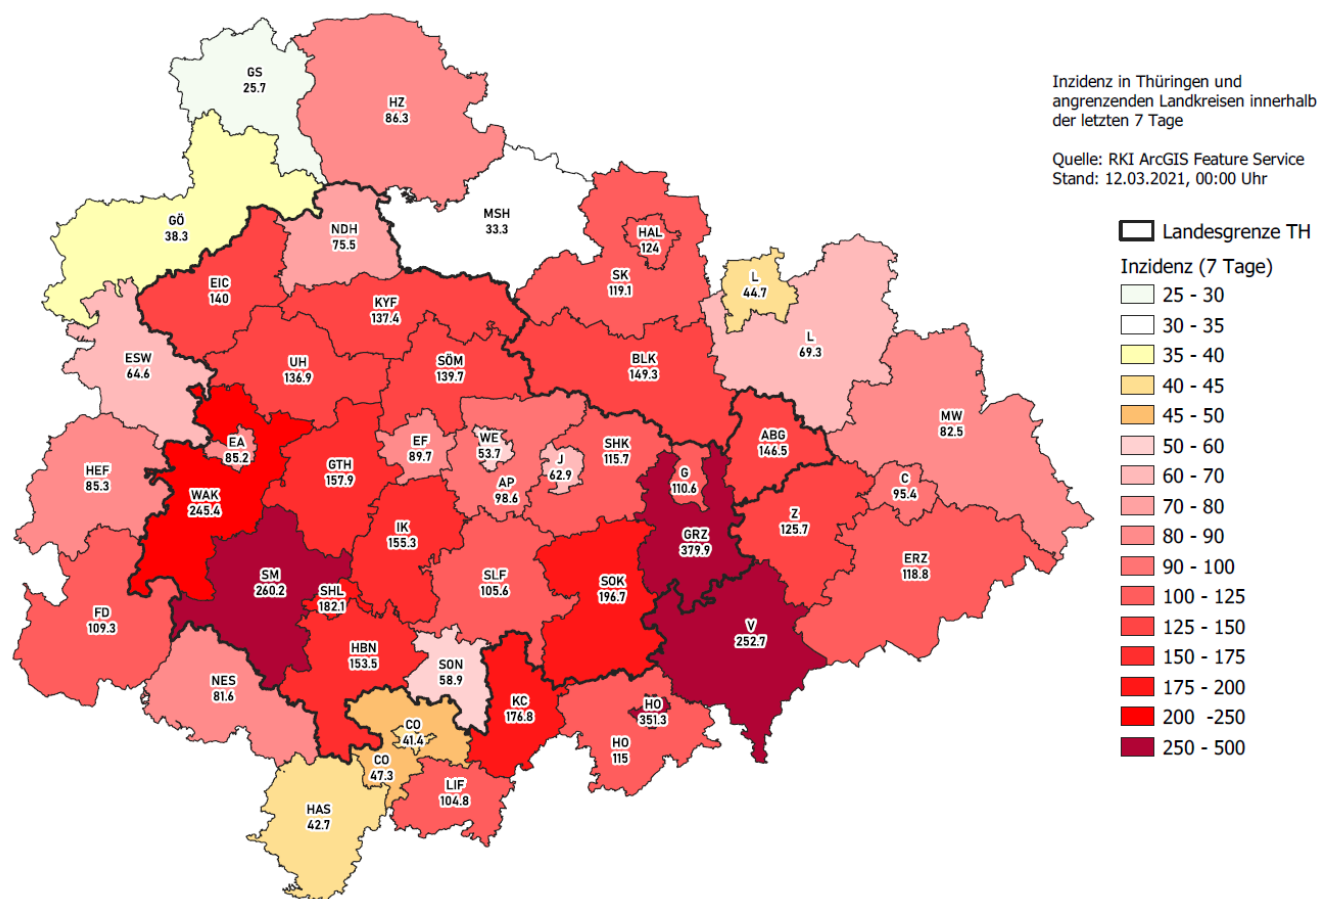 GS
25.7
HZ
86.3
Inzidenz in Thüringen und
angrenzenden Landkreisen innerhalb
der letzten 7 Tage
Quelle: RKI ArcGIS Feature Service
Stand: 12.03.2021, 00:00 Uhr
GÖ
38.3
NDH
75.5
MSH
33.3
HAL
124
SK
119.1
L
44.7
L
69.3
EIC
140
KYF
137.4
ESW
64.6
UH
136.9
SÖM
139.7
BLK
149.3
MW
82.5
HEF
85.3
EA
85.2
EF
89.7
WE
53.7
J
62.9
SHK
115.7
ABG
146.5
GTH
157.9
AP
98.6
G
110.6
C
95.4
WAK
245.4
IK
155.3
Z
125.7
GRZ
379.9
ERZ
118.8
SM
260.2
SHL
182.1
SLF
105.6
SOK
196.7
FD
109.3
V
252.7
HBN
153.5
SON
58.9
NES
81.6
KC
176.8
HO
351.3
HO
115
CO
41.4
CO
47.3
LIF
104.8
HAS
42.7
Landesgrenze TH
Inzidenz (7 Tage)
25 - 30
30 - 35
35 - 40
40 - 45
45 - 50
50 - 60
60 - 70
70 - 80
80 - 90
90 - 100
100 - 125
125 - 150
150 - 175
175 - 200
200 -250
250 - 500